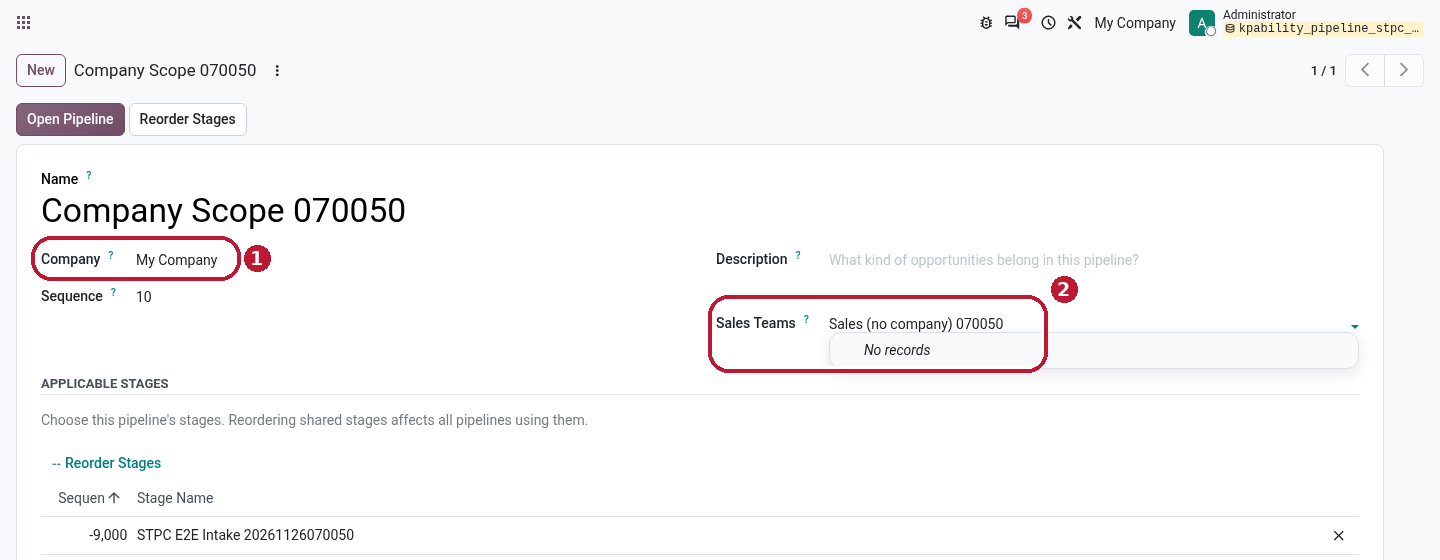 3
My Company
A
Administrator
kpability_pipeline_stpc_…
New
Company Scope 070050
1 / 1
Open Pipeline
Reorder Stages
Name ?
Company Scope 070050
Company ? My Company
1
Description ? What kind of opportunities belong in this pipeline?
Sequence ? 10
2
Sales Teams ? Sales (no company) 070050
No records
APPLICABLE STAGES
Choose this pipeline's stages. Reordering shared stages affects all pipelines using them.
-- Reorder Stages
Sequen Stage Name
-9,000 STPC E2E Intake 20261126070050